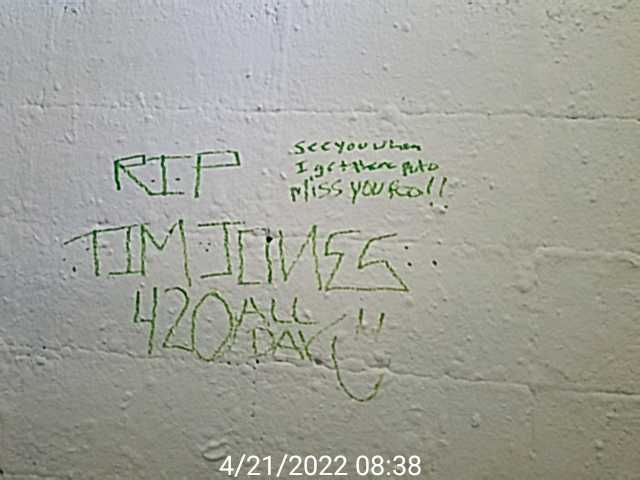 RIP
See you when
I get there puto
Miss you foo!!
TIM JONES
420 ALL
DAY
4/21/2022 08:38